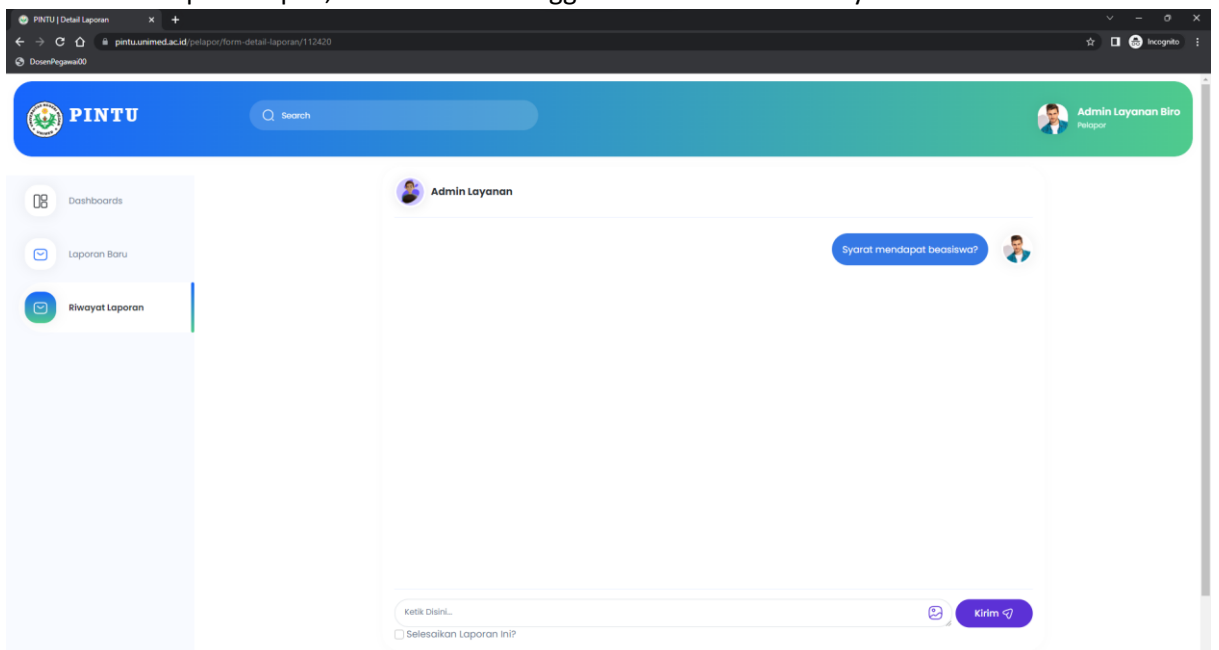 PINTU | Detail Laporan
pintu.unimed.ac.id/pelapor/form-detail-laporan/112420
Incognito
DosenPegawai00
PINTU
Search
Admin Layanan Biro
Pelapor
Dashboards
Laporan Baru
Riwayat Laporan
Admin Layanan
Syarat mendapat beasiswa?
Ketik Disini...
Kirim
Selesaikan Laporan Ini?